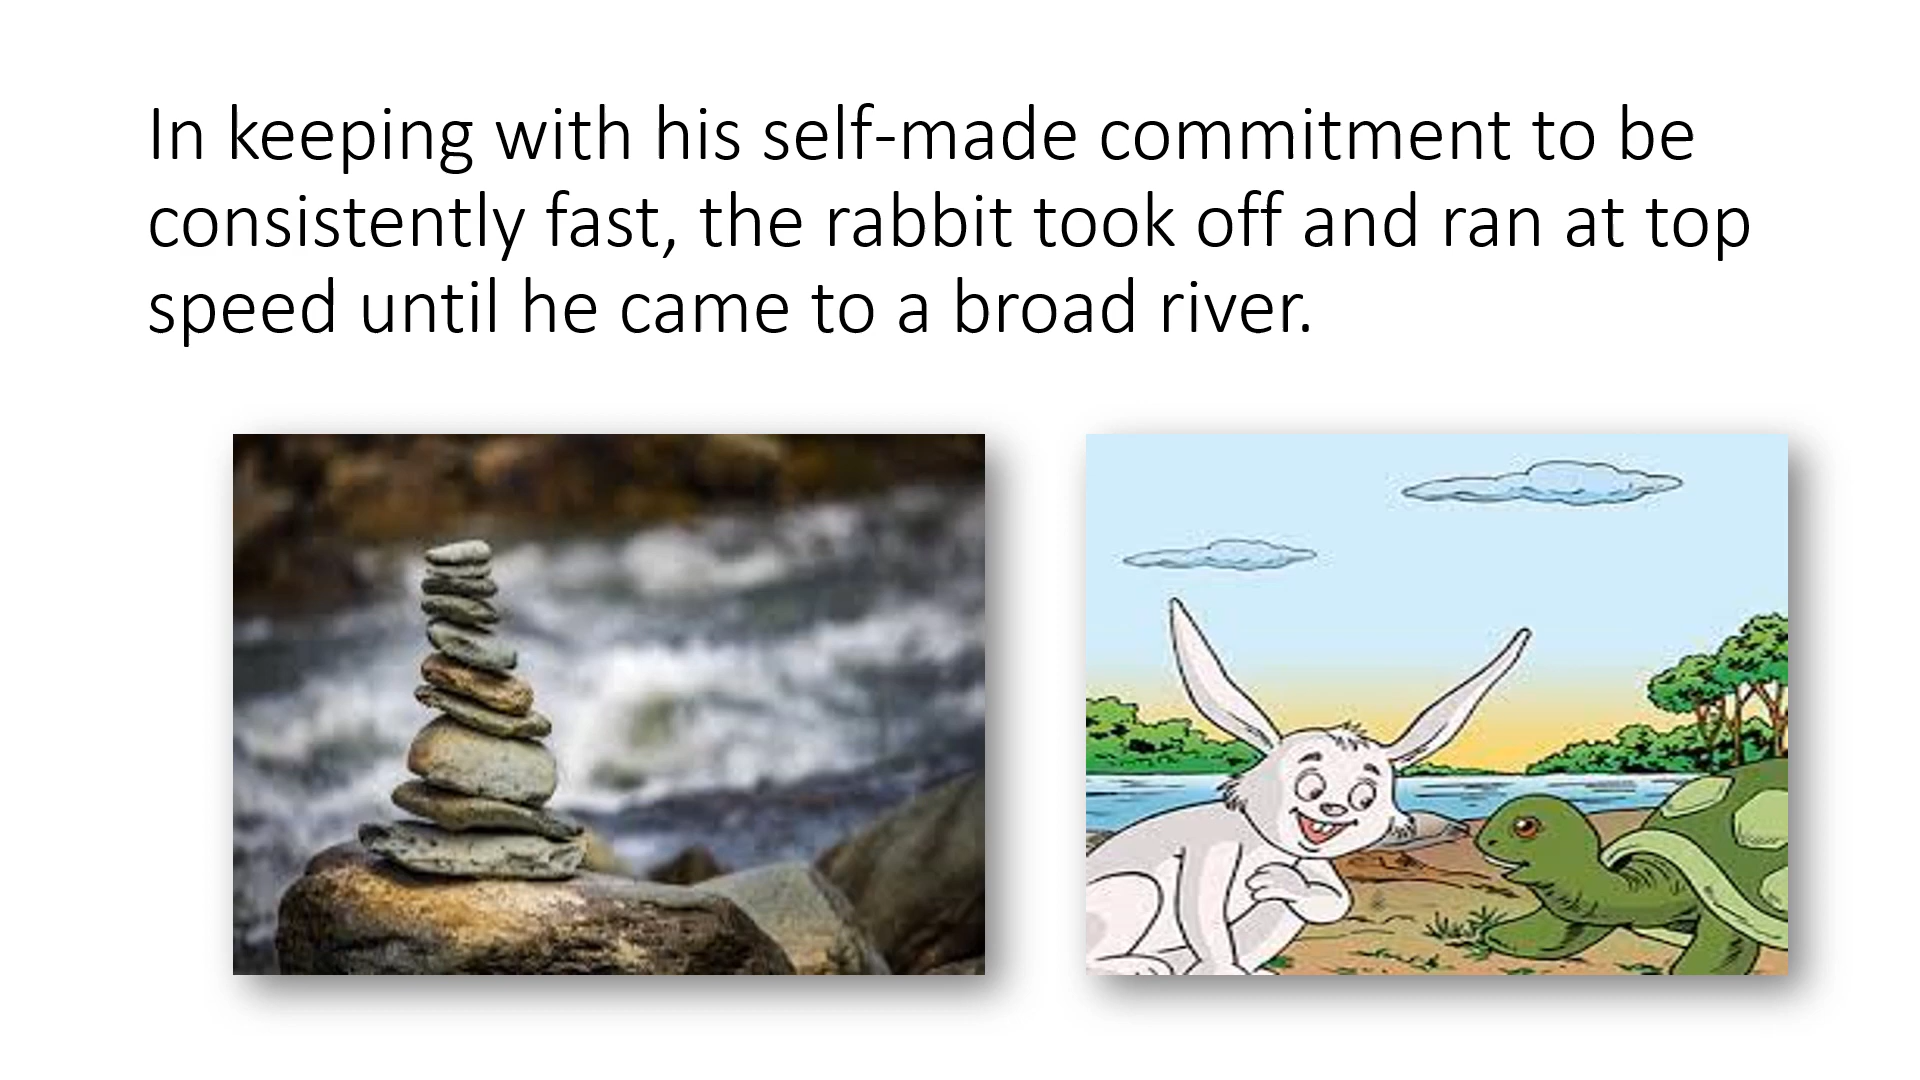 In keeping with his self-made commitment to be
consistently fast, the rabbit took off and ran at top
speed until he came to a broad river.